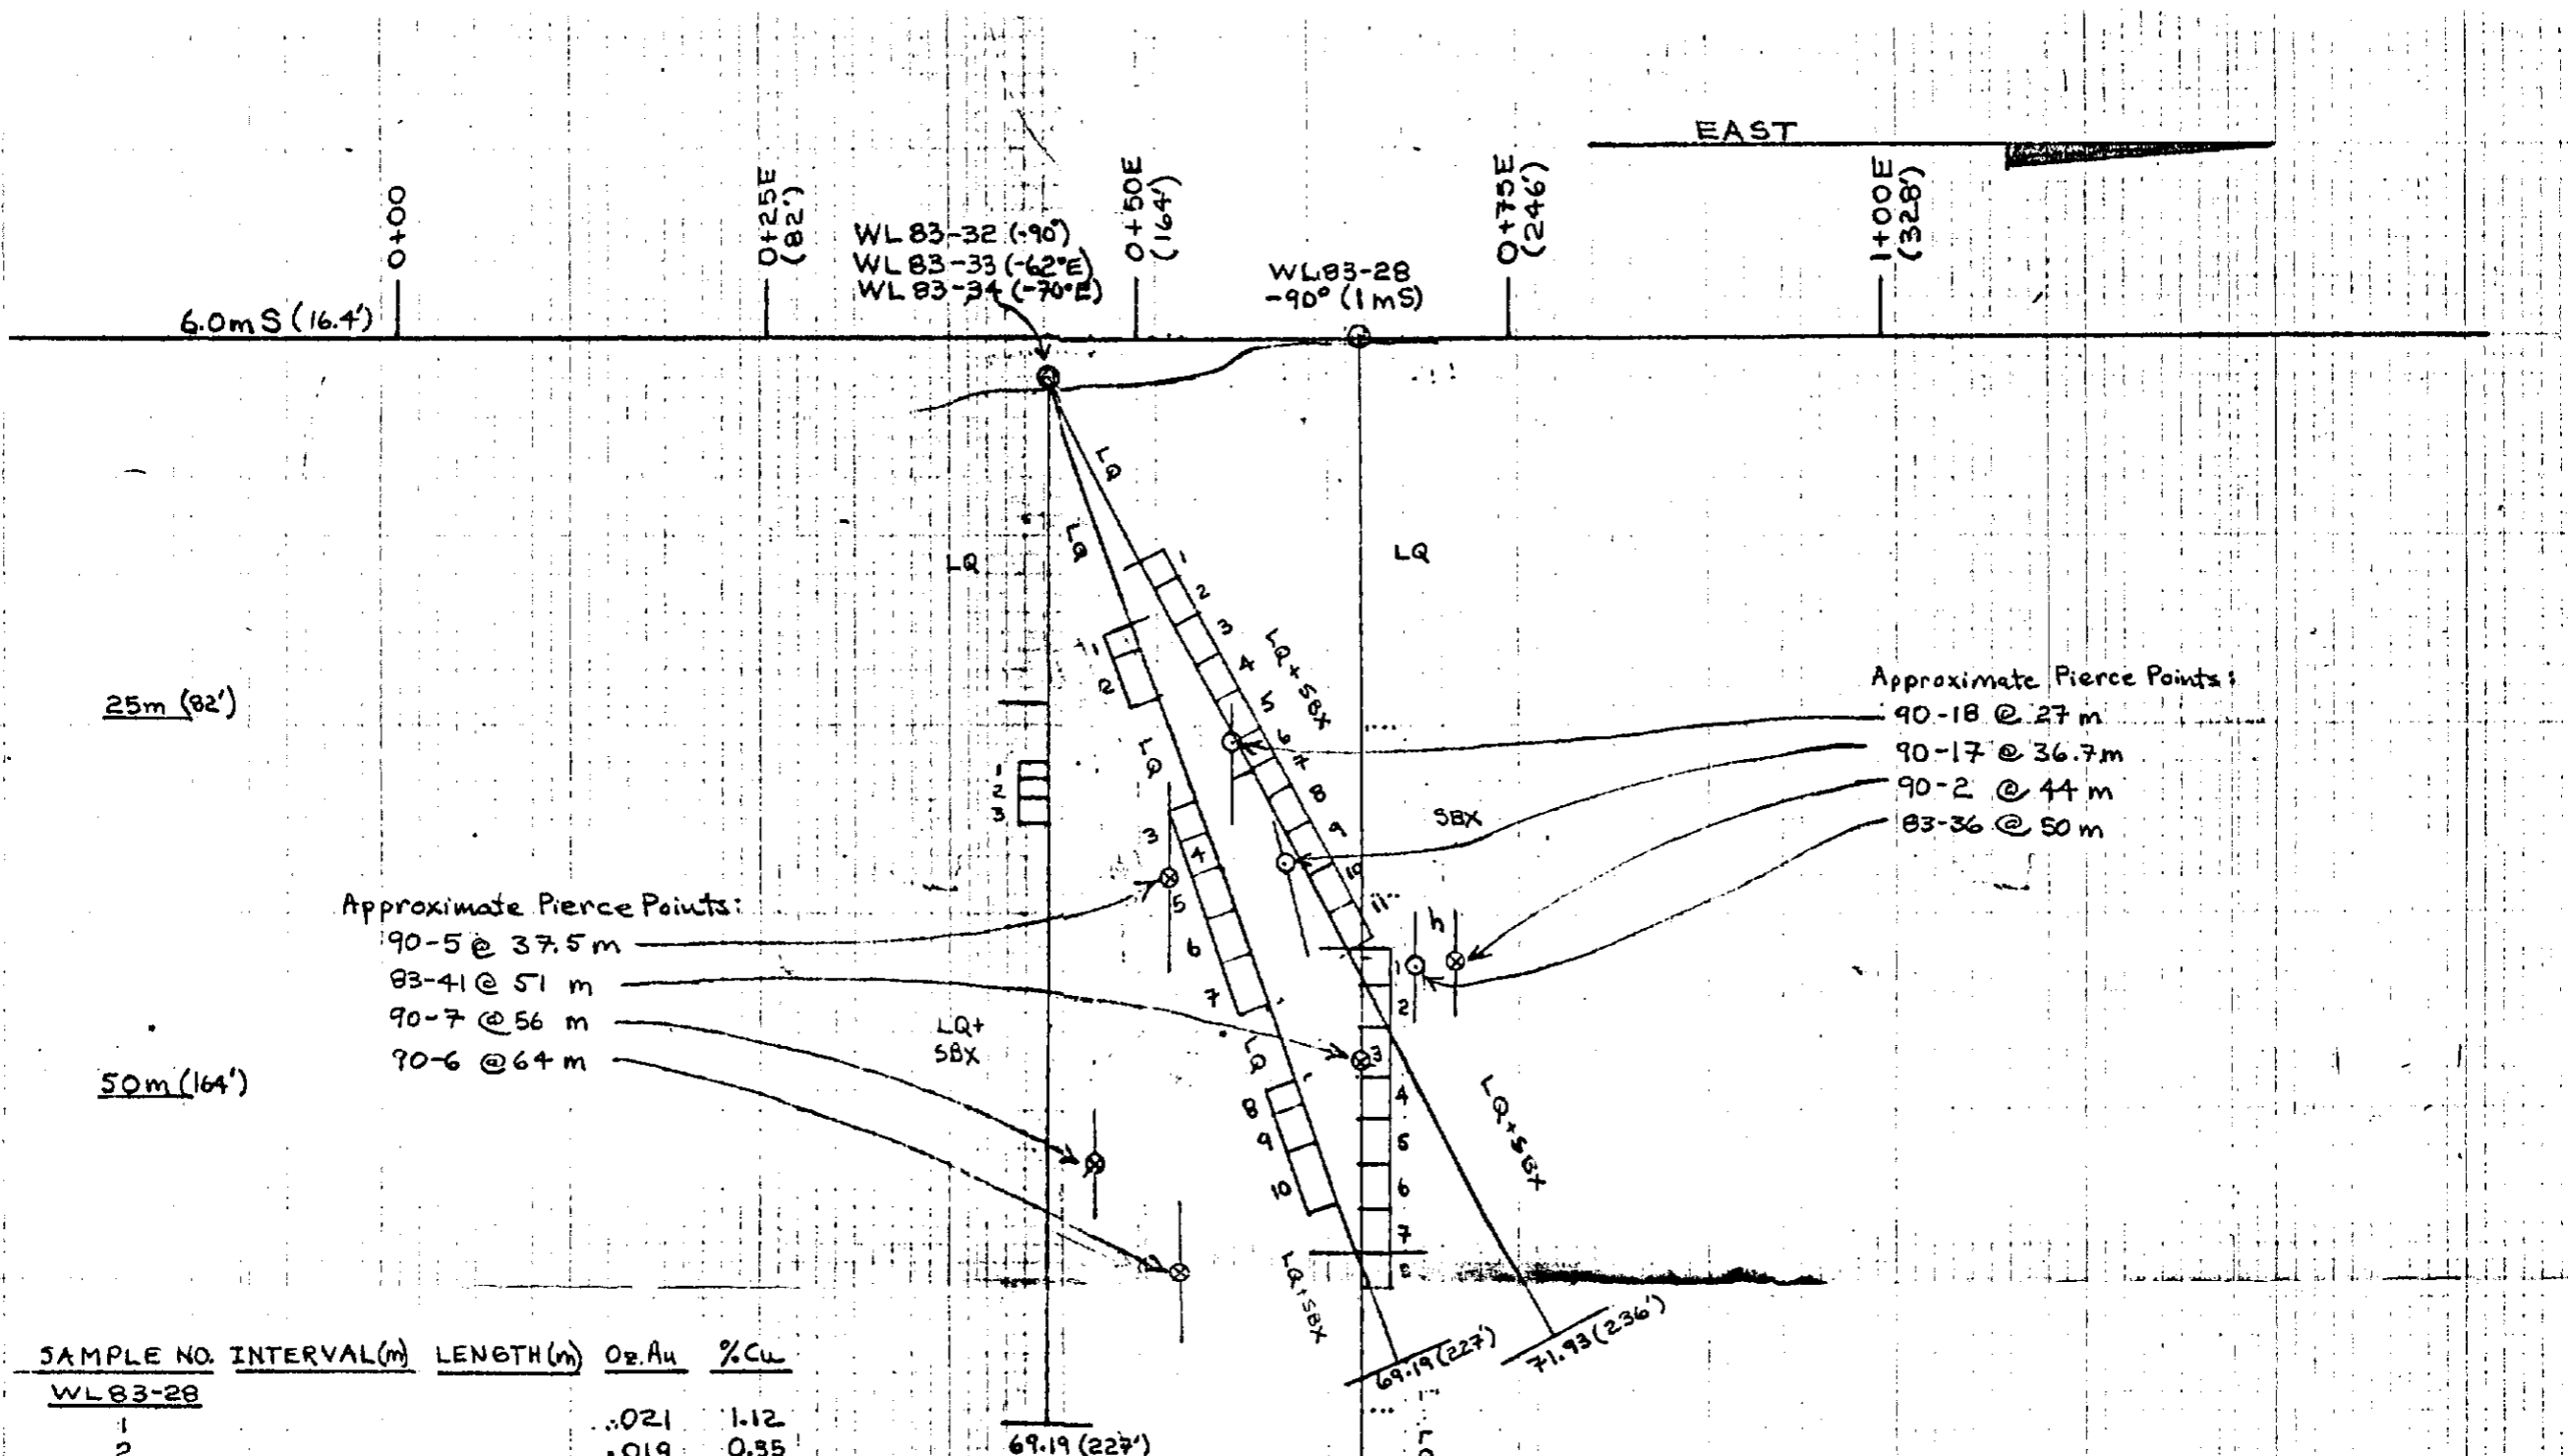 EAST
0+00
0+25E
(82')
0+50E
(164')
0+75E
(246')
1+00E
(328')
WL 83-32 (-90°)
WL 83-33 (-62°E)
WL 83-34 (-70°E)
WL83-28
-90° (1mS)
6.0mS (16.4')
LQ
LQ
LQ
LQ
1
2
3
4
5
6
7
8
9
10
11
LQ+SBX
1
2
LQ
3
4
5
6
7
LQ
8
9
10
LQ+SBX
1
2
3
25m (82')
SBX
Approximate Pierce Points:
90-18 @ 27 m
90-17 @ 36.7m
90-2 @ 44 m
83-36 @ 50 m
Approximate Pierce Points:
90-5 @ 37.5 m
83-41 @ 51 m
90-7 @ 56 m
90-6 @ 64 m
LQ+
SBX
h
1
2
3
4
5
6
7
8
LQ+SBX
50m (164')
69.19 (227')
71.93 (236')
69.19 (227')
SAMPLE NO. INTERVAL(m) LENGTH(m) Oz.Au %Cu
WL83-28
1 .021 1.12
2 .019 0.35